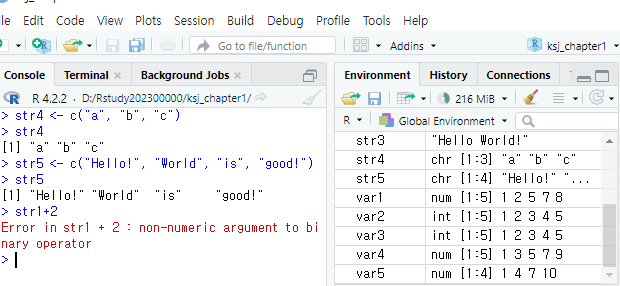 File Edit Code View Plots Session Build Debug Profile Tools Help
Go to file/function Addins ksj_chapter1
Console Terminal Background Jobs
R 4.2.2 · D:/Rstudy202300000/ksj_chapter1/
> str4 <- c("a", "b", "c")
> str4
[1] "a" "b" "c"
> str5 <- c("Hello!", "World", "is", "good!")
> str5
[1] "Hello!" "World" "is" "good!"
> str1+2
Error in str1 + 2 : non-numeric argument to bi
nary operator
>
Environment History Connections
216 MiB
R Global Environment
str3 "Hello World!"
str4 chr [1:3] "a" "b" "c"
str5 chr [1:4] "Hello!" "...
var1 num [1:5] 1 2 5 7 8
var2 int [1:5] 1 2 3 4 5
var3 int [1:5] 1 2 3 4 5
var4 num [1:5] 1 3 5 7 9
var5 num [1:4] 1 4 7 10